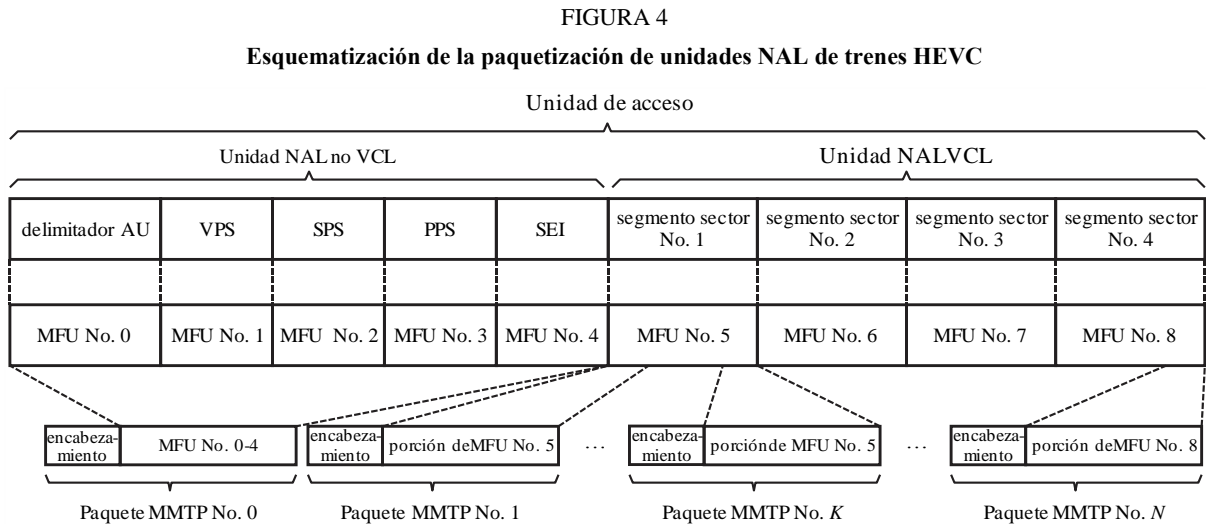 FIGURA 4
Esquematización de la paquetización de unidades NAL de trenes HEVC
Unidad de acceso
Unidad NAL no VCL
Unidad NALVCL
delimitador AU
VPS
SPS
PPS
SEI
segmento sector
No. 1
segmento sector
No. 2
segmento sector
No. 3
segmento sector
No. 4
MFU No. 0
MFU No. 1
MFU No. 2
MFU No. 3
MFU No. 4
MFU No. 5
MFU No. 6
MFU No. 7
MFU No. 8
encabeza-
miento
MFU No. 0-4
encabeza-
miento
porción deMFU No. 5
...
encabeza-
miento
porciónde MFU No. 5
...
encabeza-
miento
porción deMFU No. 8
Paquete MMTP No. 0
Paquete MMTP No. 1
Paquete MMTP No. K
Paquete MMTP No. N